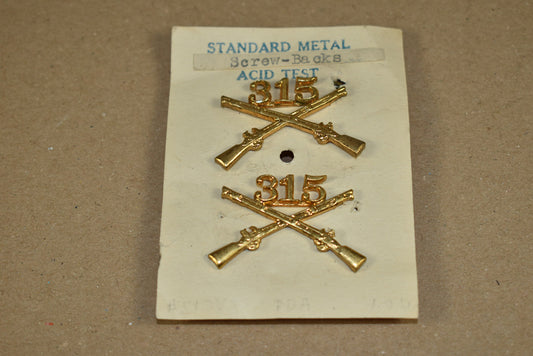 STANDARD METAL
Screw-Backs
ACID TEST
315
315